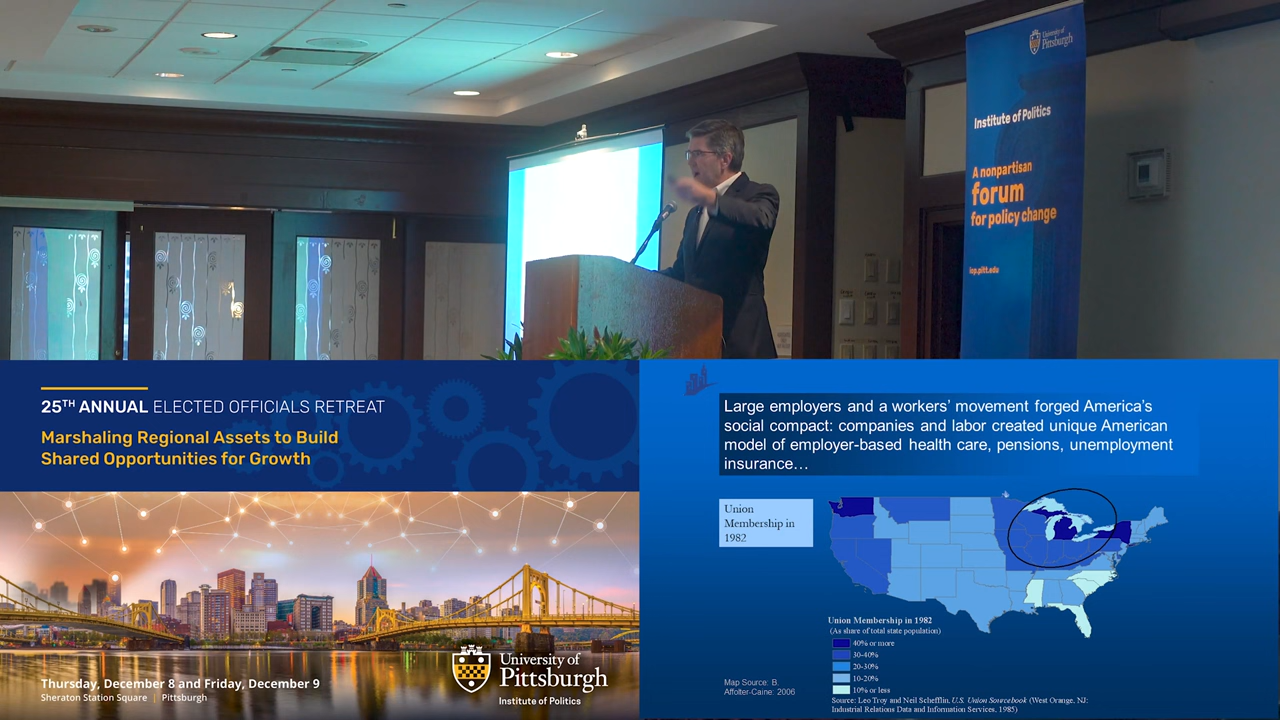 University of
Pittsburgh
Institute of Politics
A nonpartisan
forum
for policy change
iop.pitt.edu
25TH ANNUAL ELECTED OFFICIALS RETREAT
Marshaling Regional Assets to Build
Shared Opportunities for Growth
Thursday, December 8 and Friday, December 9
Sheraton Station Square | Pittsburgh
University of
Pittsburgh
Institute of Politics
Large employers and a workers' movement forged America's
social compact: companies and labor created unique American
model of employer-based health care, pensions, unemployment
insurance…
Union
Membership in
1982
Union Membership in 1982
(As share of total state population)
40% or more
30-40%
20-30%
10-20%
10% or less
Map Source: B.
Affolter-Caine. 2006
Source: Leo Troy and Neil Scheflin, U.S. Union Sourcebook (West Orange, NJ:
Industrial Relations Data and Information Services, 1985)